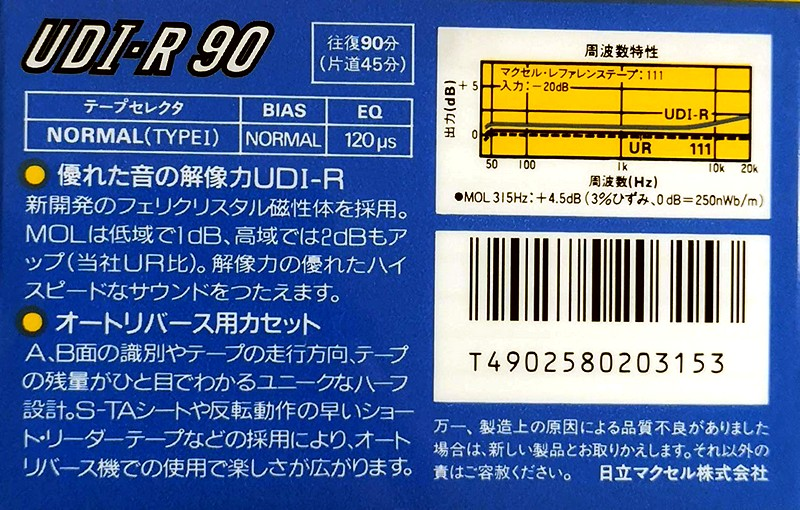 UDI-R 90
往復90分
(片道45分)
テープセレクタ BIAS EQ
NORMAL(TYPEⅠ) NORMAL 120μs
優れた音の解像力UDI-R
新開発のフェリクリスタル磁性体を採用。
MOLは低域で1dB、高域では2dBもア
ップ(当社UR比)。解像力の優れたハイ
スピードなサウンドをつたえます。
オートリバース用カセット
A、B面の識別やテープの走行方向、テープ
の残量がひと目でわかるユニークなハーフ
設計。S-TAシートや反転動作の早いショー
ト・リーダーテープなどの採用により、オート
リバース機での使用で楽しさが広がります。
周波数特性
マクセル・レファレンステープ:111
入力:-20dB
出力(dB)
+5
0
UDI-R
UR 111
50 100 1k 10k 20k
周波数(Hz)
●MOL 315Hz:+4.5dB (3%ひずみ、0dB=250nWb/m)
T4902580203153
万一、製造上の原因による品質不良がありました
場合は、新しい製品とお取りかえします。それ以外の
責はご容赦ください。 日立マクセル株式会社